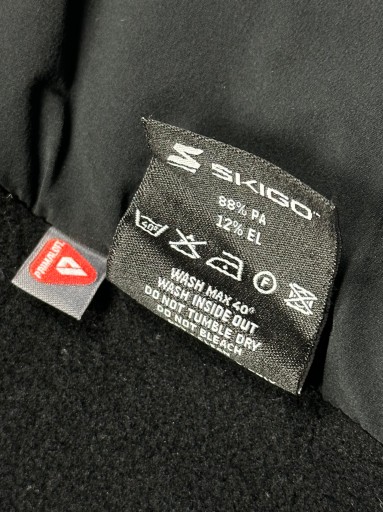 SKIGO™
88% PA
12% EL
40°
F
WASH MAX 40°
WASH INSIDE OUT
DO NOT TUMBLE DRY
DO NOT BLEACH
PRIMALOFT